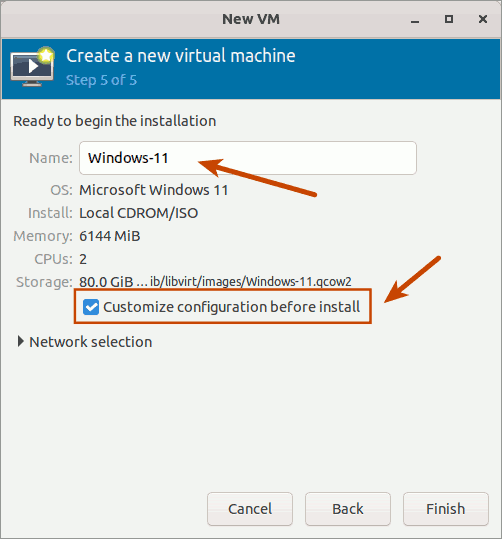 New VM
Create a new virtual machine
Step 5 of 5
Ready to begin the installation
Name: Windows-11
OS: Microsoft Windows 11
Install: Local CDROM/ISO
Memory: 6144 MiB
CPUs: 2
Storage: 80.0 GiB ... ib/libvirt/images/Windows-11.qcow2
Customize configuration before install
Network selection
Cancel Back Finish